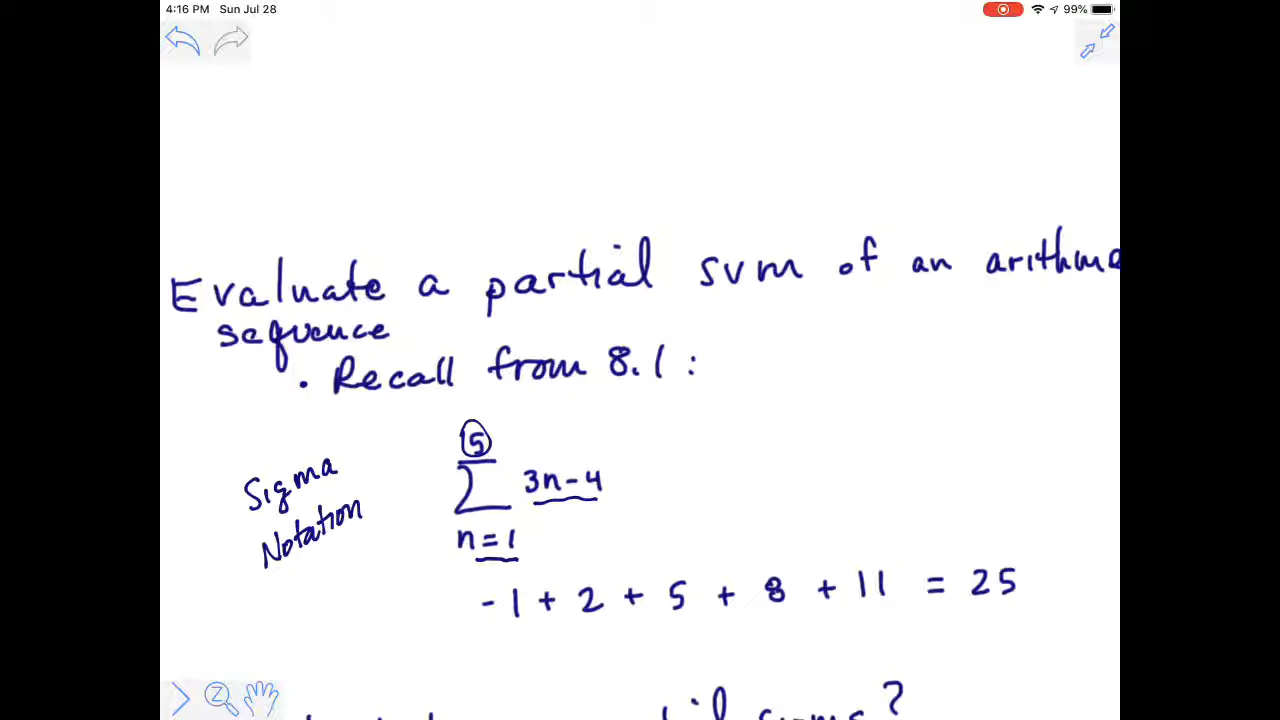 4:16 PM Sun Jul 28
99%
Evaluate a partial sum of an arithme
sequence
• Recall from 8.1:
5
Sigma Σ 3n-4
Notation
n=1
-1 + 2 + 5 + 8 + 11 = 25
Z
sums?